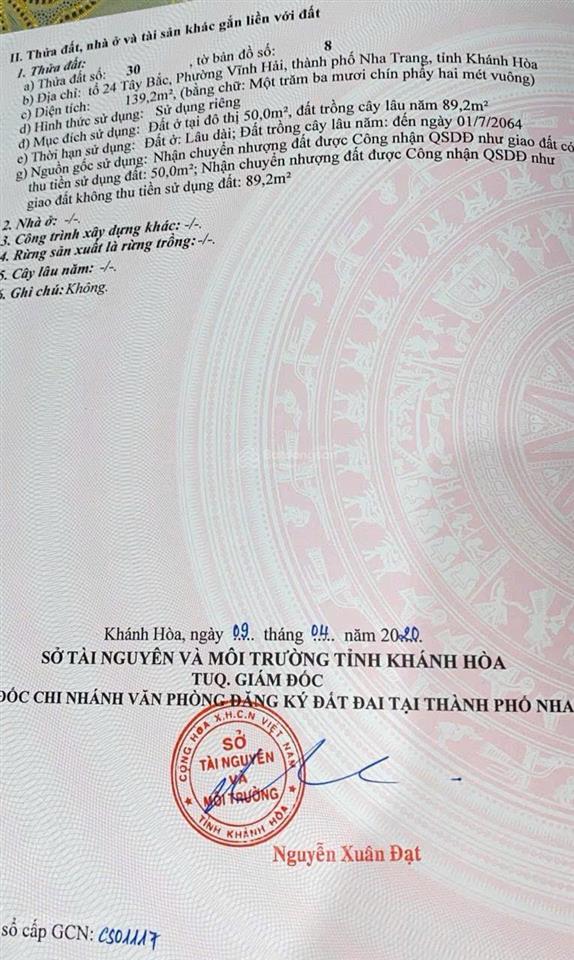 II. Thửa đất, nhà ở và tài sản khác gắn liền với đất
1. Thửa đất:
a) Thửa đất số: 30 , tờ bản đồ số: 8
b) Địa chỉ: tổ 24 Tây Bắc, Phường Vĩnh Hải, thành phố Nha Trang, tỉnh Khánh Hòa
c) Diện tích: 139,2m², (bằng chữ: Một trăm ba mươi chín phẩy hai mét vuông)
d) Hình thức sử dụng: Sử dụng riêng
đ) Mục đích sử dụng: Đất ở tại đô thị 50,0m², đất trồng cây lâu năm 89,2m²
e) Thời hạn sử dụng: Đất ở: Lâu dài; Đất trồng cây lâu năm: đến ngày 01/7/2064
g) Nguồn gốc sử dụng: Nhận chuyển nhượng đất được Công nhận QSDĐ như giao đất có
thu tiền sử dụng đất: 50,0m²; Nhận chuyển nhượng đất được Công nhận QSDĐ như
giao đất không thu tiền sử dụng đất: 89,2m²
2. Nhà ở: -/-.
3. Công trình xây dựng khác: -/-.
4. Rừng sản xuất là rừng trồng: -/-.
5. Cây lâu năm: -/-.
6. Ghi chú: Không.
Batdongsan
Khánh Hòa, ngày 09 tháng 04 năm 2020.
SỞ TÀI NGUYÊN VÀ MÔI TRƯỜNG TỈNH KHÁNH HÒA
TUQ. GIÁM ĐỐC
ĐỐC CHI NHÁNH VĂN PHÒNG ĐĂNG KÝ ĐẤT ĐAI TẠI THÀNH PHỐ NHA
CỘNG HÒA X.H.C.N VIỆT NAM
SỞ
TÀI NGUYÊN
VÀ
MÔI TRƯỜNG
TỈNH KHÁNH HÒA
Nguyễn Xuân Đạt
số cấp GCN: CS01117